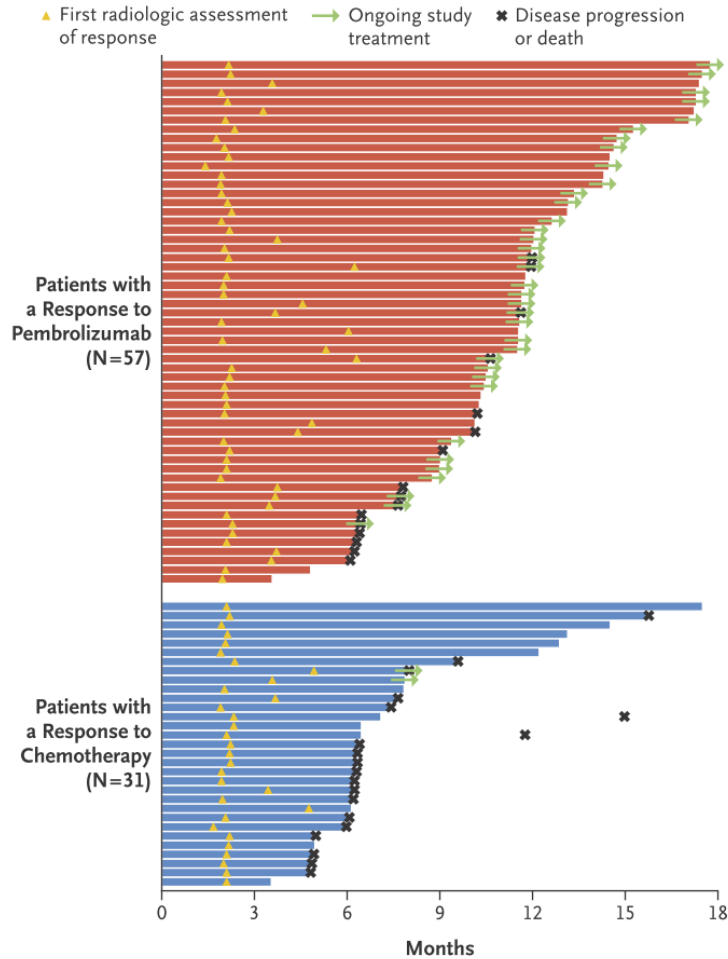 First radiologic assessment
of response
Ongoing study
treatment
Disease progression
or death
Patients with
a Response to
Pembrolizumab
(N=57)
Patients with
a Response to
Chemotherapy
(N=31)
0 3 6 9 12 15 18
Months